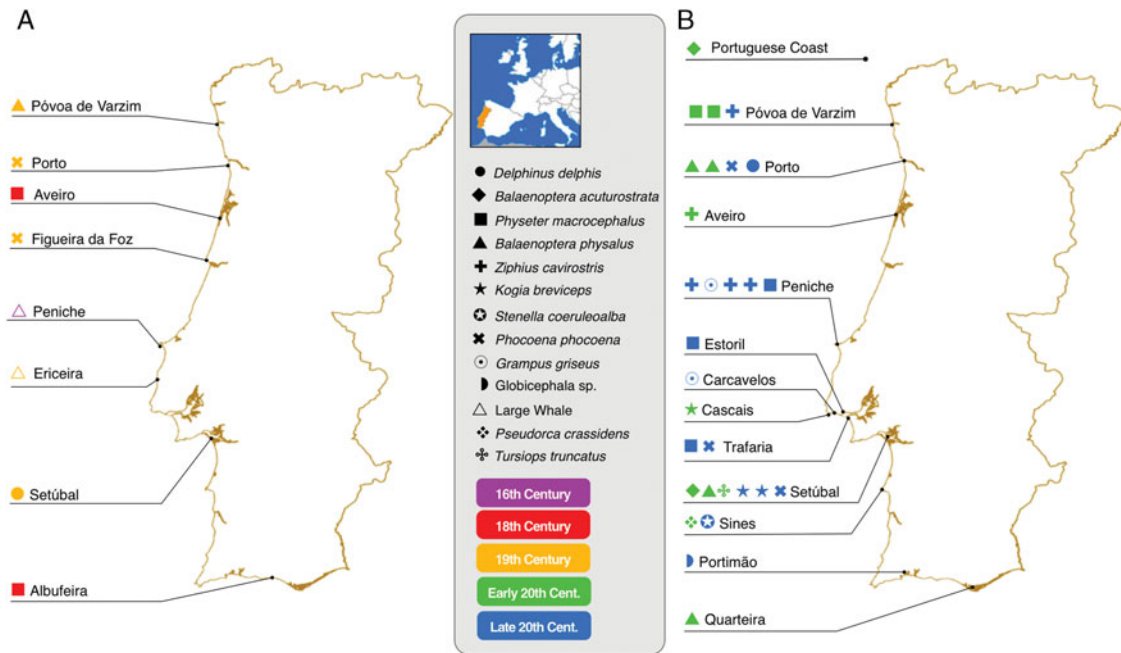 A
Póvoa de Varzim
Porto
Aveiro
Figueira da Foz
Peniche
Ericeira
Setúbal
Albufeira
Delphinus delphis
Balaenoptera acuturostrata
Physeter macrocephalus
Balaenoptera physalus
Ziphius cavirostris
Kogia breviceps
Stenella coeruleoalba
Phocoena phocoena
Grampus griseus
Globicephala sp.
Large Whale
Pseudorca crassidens
Tursiops truncatus
16th Century
18th Century
19th Century
Early 20th Cent.
Late 20th Cent.
B
Portuguese Coast
Póvoa de Varzim
Porto
Aveiro
Peniche
Estoril
Carcavelos
Cascais
Trafaria
Setúbal
Sines
Portimão
Quarteira